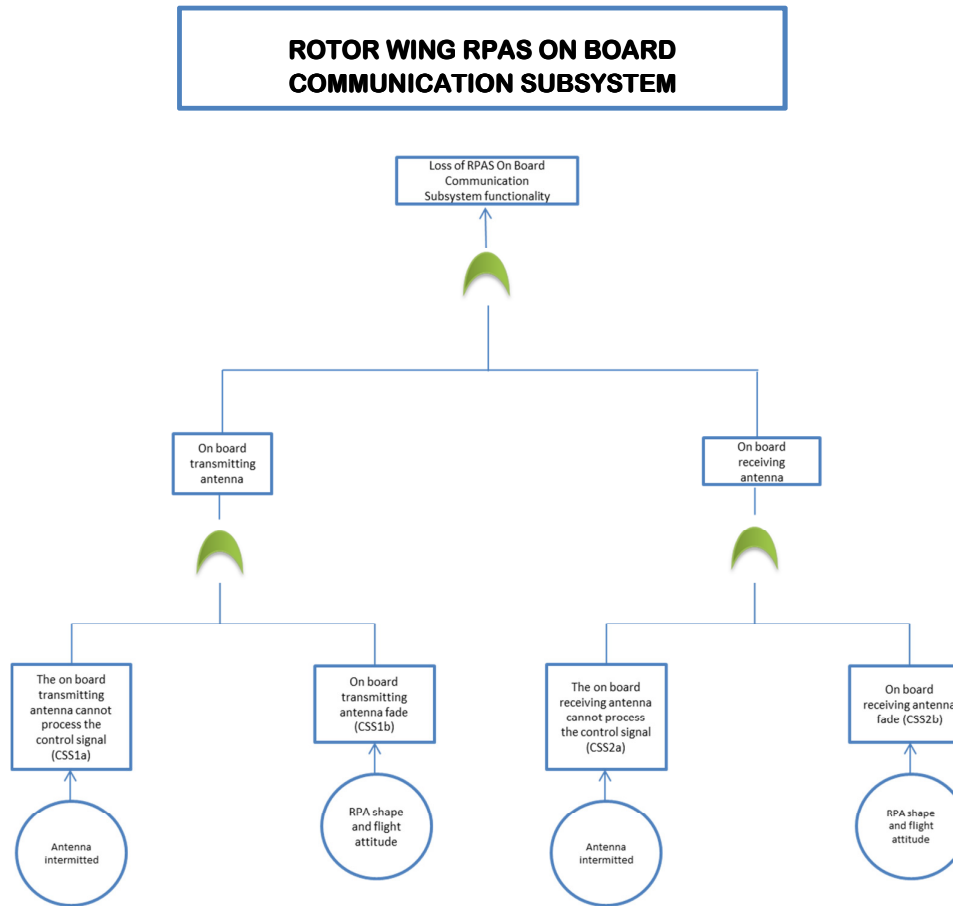 ROTOR WING RPAS ON BOARD
COMMUNICATION SUBSYSTEM
Loss of RPAS On Board
Communication
Subsystem functionality
On board
transmitting
antenna
On board
receiving
antenna
The on board
transmitting
antenna cannot
process the
control signal
(CSS1a)
On board
transmitting
antenna fade
(CSS1b)
The on board
receiving antenna
cannot process
the control signal
(CSS2a)
On board
receiving antenna
fade (CSS2b)
Antenna
intermitted
RPA shape
and flight
attitude
Antenna
intermitted
RPA shape
and flight
attitude